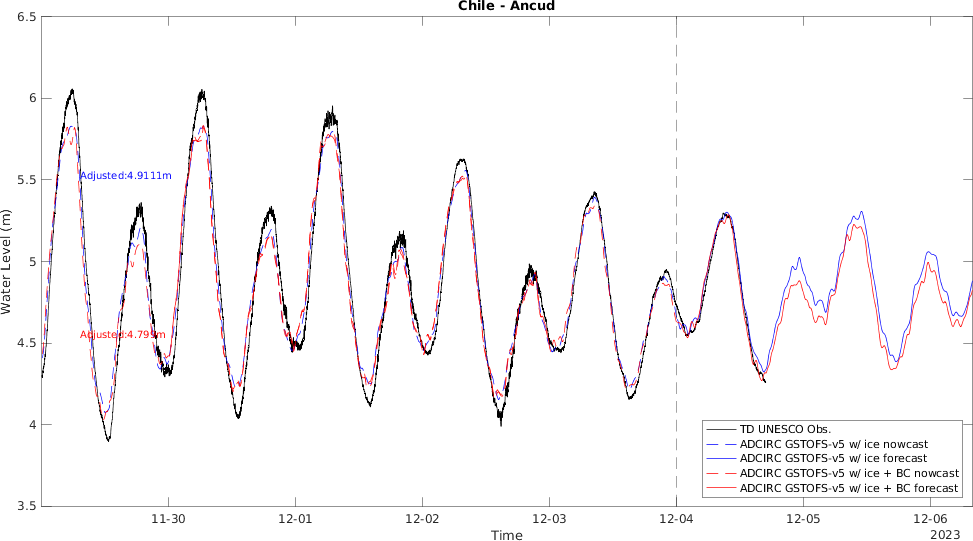 Chile - Ancud
6.5
6
5.5
5
4.5
4
3.5
Water Level (m)
Adjusted:4.9111m
Adjusted:4.799m
TD UNESCO Obs.
ADCIRC GSTOFS-v5 w/ ice nowcast
ADCIRC GSTOFS-v5 w/ ice forecast
ADCIRC GSTOFS-v5 w/ ice + BC nowcast
ADCIRC GSTOFS-v5 w/ ice + BC forecast
11-30 12-01 12-02 12-03 12-04 12-05 12-06
Time
2023